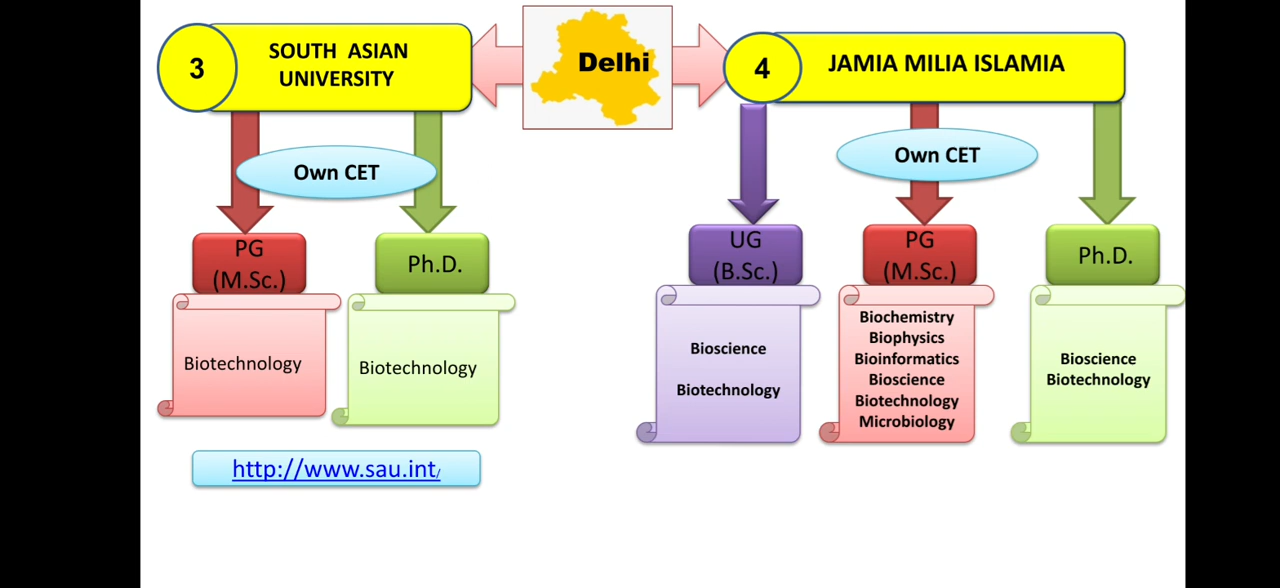 3
SOUTH ASIAN
UNIVERSITY
Delhi
4
JAMIA MILIA ISLAMIA
Own CET
Own CET
PG
(M.Sc.)
Ph.D.
UG
(B.Sc.)
PG
(M.Sc.)
Ph.D.
Biotechnology
Biotechnology
Bioscience
Biotechnology
Biochemistry
Biophysics
Bioinformatics
Bioscience
Biotechnology
Microbiology
Bioscience
Biotechnology
http://www.sau.int/